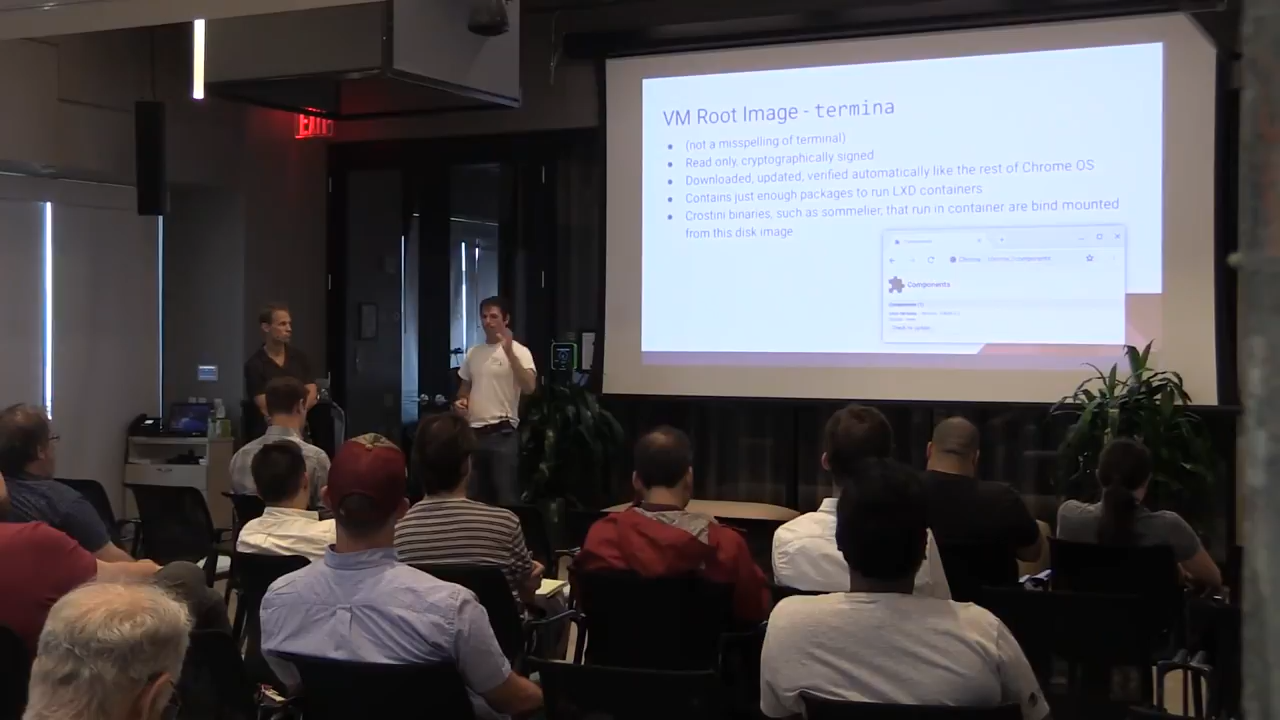 EXIT
VM Root Image - termina
(not a misspelling of terminal)
Read only, cryptographically signed
Downloaded, updated, verified automatically like the rest of Chrome OS
Contains just enough packages to run LXD containers
Crostini binaries, such as sommelier, that run in container are bind mounted
from this disk image
Components
Chrome
Components